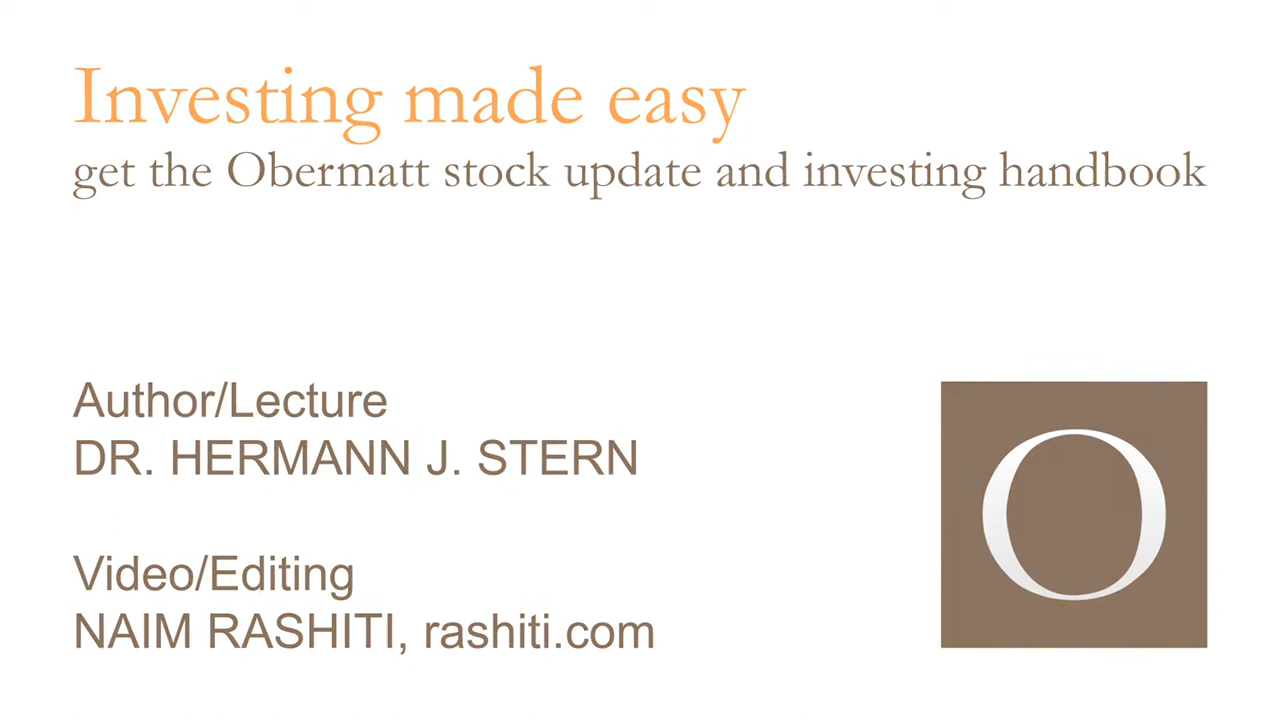 Investing made easy
get the Obermatt stock update and investing handbook
Author/Lecture
DR. HERMANN J. STERN
Video/Editing
NAIM RASHITI, rashiti.com
O